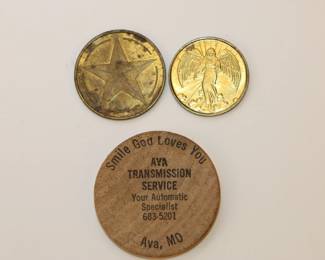 Smile God Loves You
AVA
TRANSMISSION
SERVICE
Your Automatic
Specialist
683-5201
Ava, MO